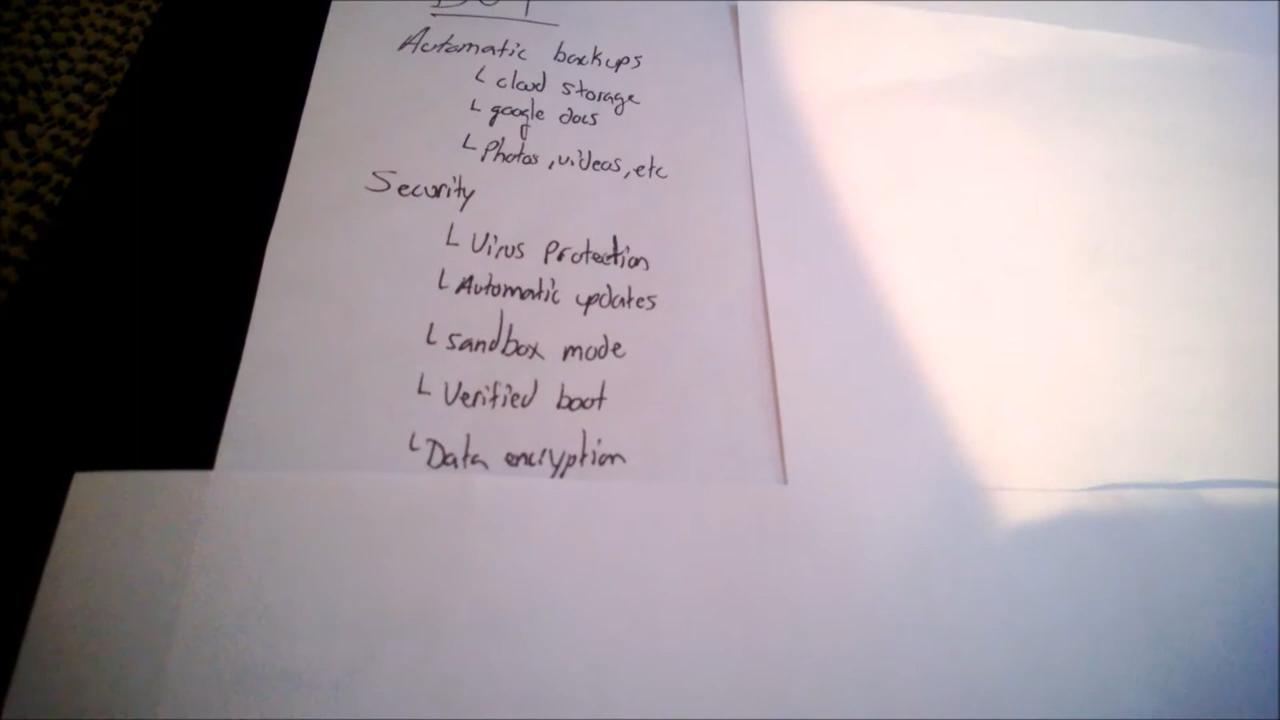 Automatic backups
└ cloud storage
└ google docs
└ Photos, videos, etc
Security
└ Virus Protection
└ Automatic updates
└ sandbox mode
└ Verified boot
└ Data encryption